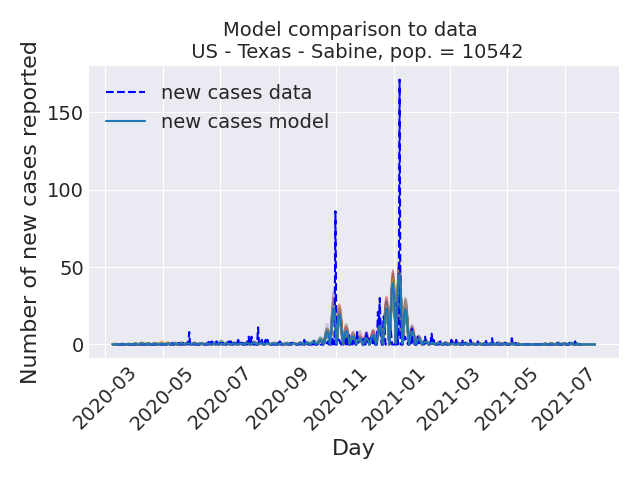 Model comparison to data
US - Texas - Sabine, pop. = 10542
Number of new cases reported
150
100
50
0
new cases data
new cases model
2020-03
2020-05
2020-07
2020-09
2020-11
2021-01
2021-03
2021-05
2021-07
Day